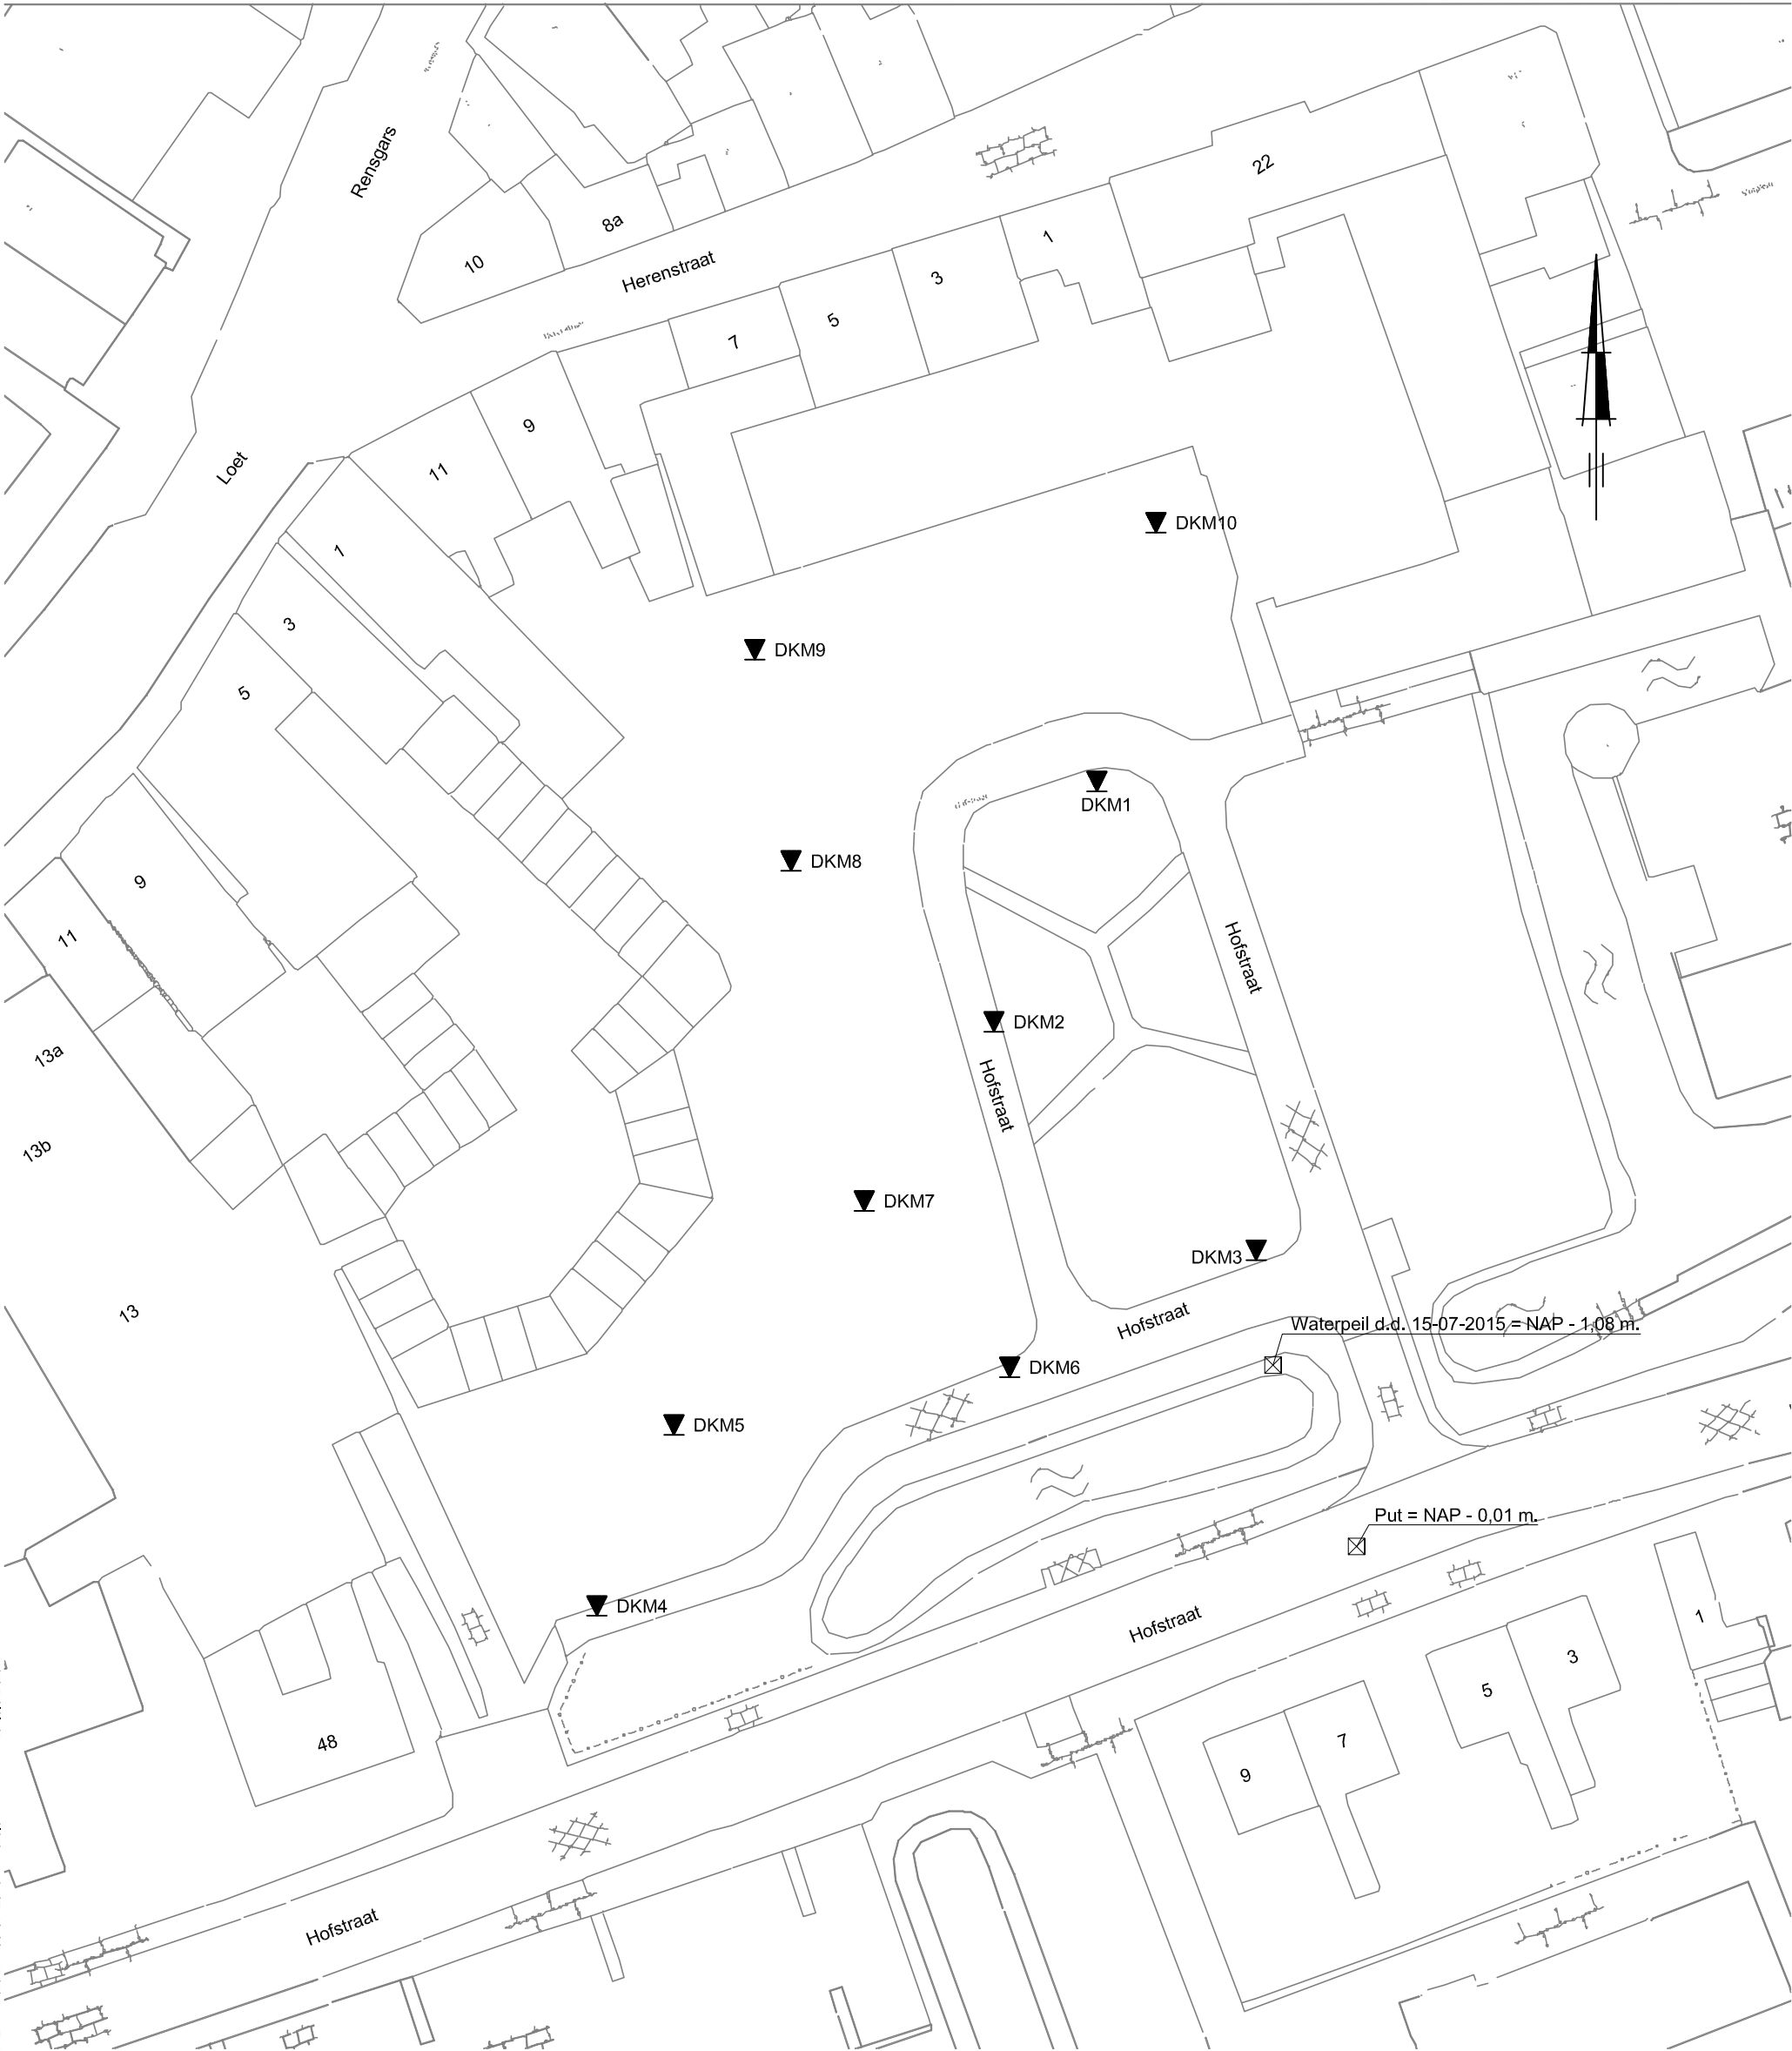 Rensgars
22
8a
1
10
Herenstraat
3
5
7
9
Loet
11
DKM10
1
3
DKM9
5
DKM1
DKM8
9
11
Hofstraat
DKM2
13a
Hofstraat
13b
DKM7
DKM3
13
Hofstraat
Waterpeil d.d. 15-07-2015 = NAP - 1,08 m.
DKM6
DKM5
Put = NAP - 0,01 m.
DKM4
Hofstraat
1
3
5
48
7
9
Hofstraat